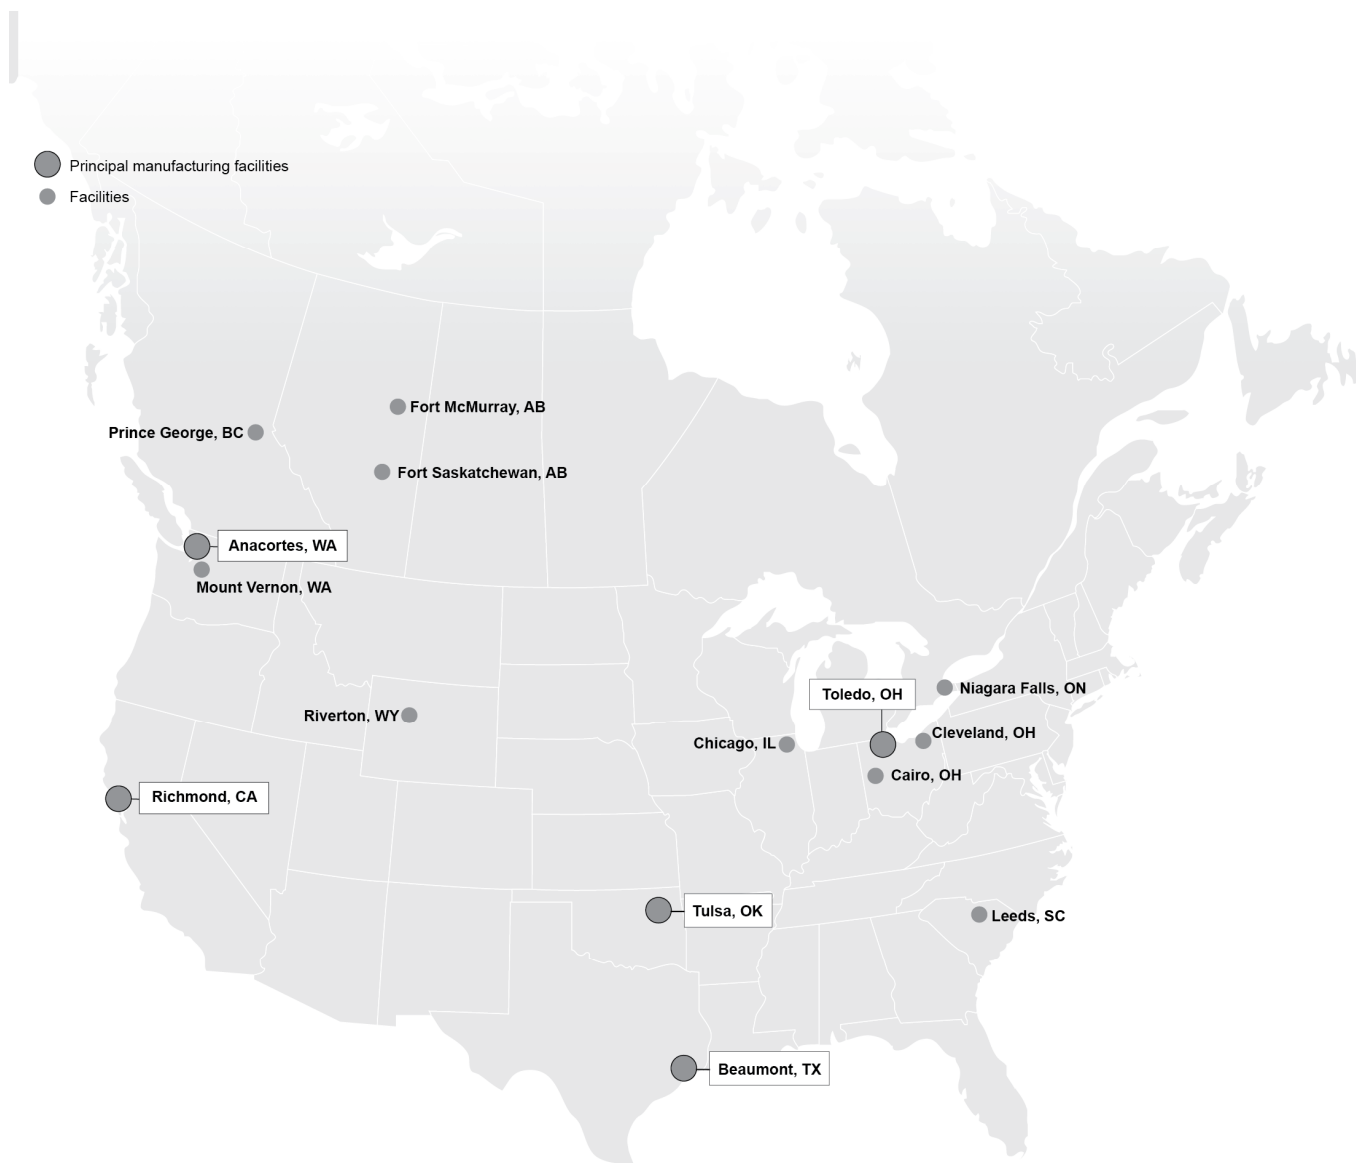 Principal manufacturing facilities
Facilities
Fort McMurray, AB
Prince George, BC
Fort Saskatchewan, AB
Anacortes, WA
Mount Vernon, WA
Niagara Falls, ON
Toledo, OH
Riverton, WY
Cleveland, OH
Chicago, IL
Cairo, OH
Richmond, CA
Tulsa, OK
Leeds, SC
Beaumont, TX